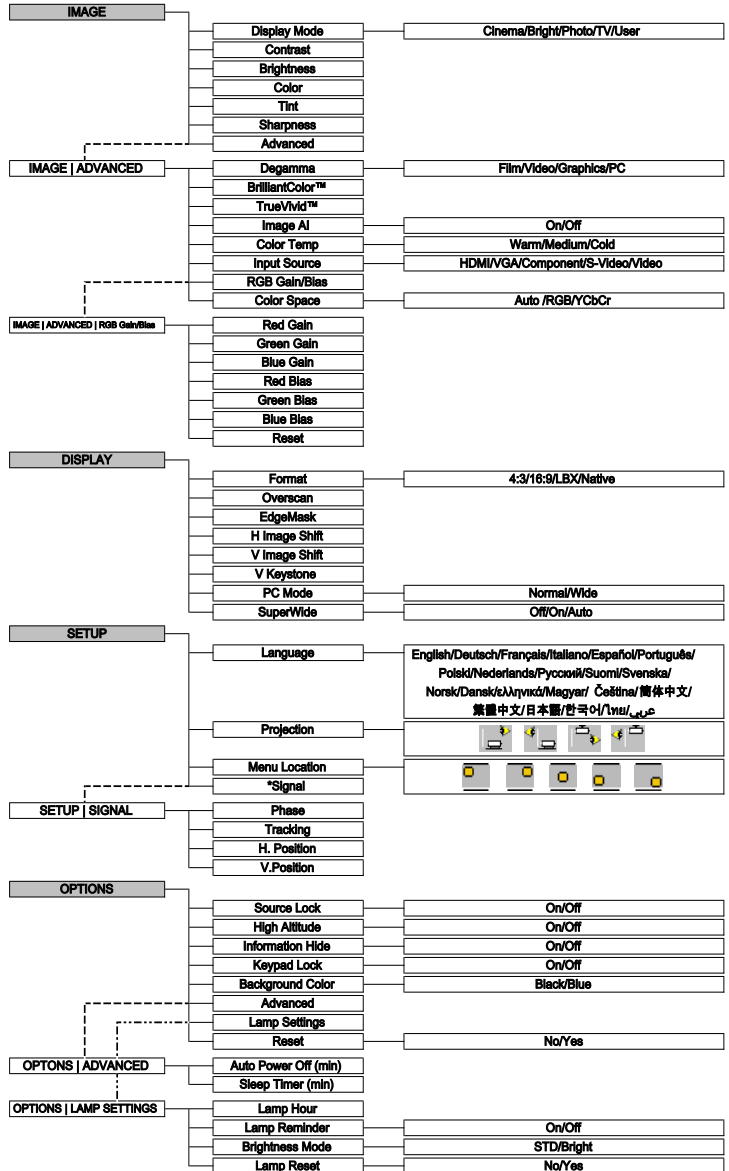 IMAGE
Display Mode Cinema/Bright/Photo/TV/User
Contrast
Brightness
Color
Tint
Sharpness
Advanced
IMAGE | ADVANCED Degamma Film/Video/Graphics/PC
BrilliantColor™
TrueVivid™
Image AI On/Off
Color Temp Warm/Medium/Cold
Input Source HDMI/VGA/Component/S-Video/Video
RGB Gain/Bias
Color Space Auto /RGB/YCbCr
IMAGE | ADVANCED | RGB Gain/Bias Red Gain
Green Gain
Blue Gain
Red Bias
Green Bias
Blue Bias
Reset
DISPLAY
Format 4:3/16:9/LBX/Native
Overscan
EdgeMask
H Image Shift
V Image Shift
V Keystone
PC Mode Normal/Wide
SuperWide Off/On/Auto
SETUP
Language English/Deutsch/Français/Italiano/Español/Português/
Polski/Nederlands/Русский/Suomi/Svenska/
Norsk/Dansk/ελληνικά/Magyar/ Čeština/簡体中文/
繁體中文/日本語/한국어/ไทย/عربي
Projection
Menu Location
*Signal
SETUP | SIGNAL Phase
Tracking
H. Position
V.Position
OPTIONS
Source Lock On/Off
High Altitude On/Off
Information Hide On/Off
Keypad Lock On/Off
Background Color Black/Blue
Advanced
Lamp Settings
Reset No/Yes
OPTONS | ADVANCED Auto Power Off (min)
Sleep Timer (min)
OPTIONS | LAMP SETTINGS Lamp Hour
Lamp Reminder On/Off
Brightness Mode STD/Bright
Lamp Reset No/Yes